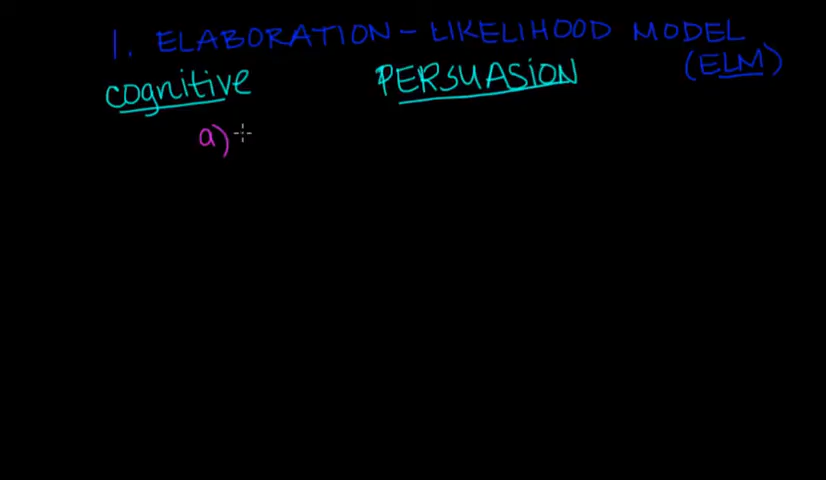 1. ELABORATION - LIKELIHOOD MODEL
(ELM)
cognitive PERSUASION
a)